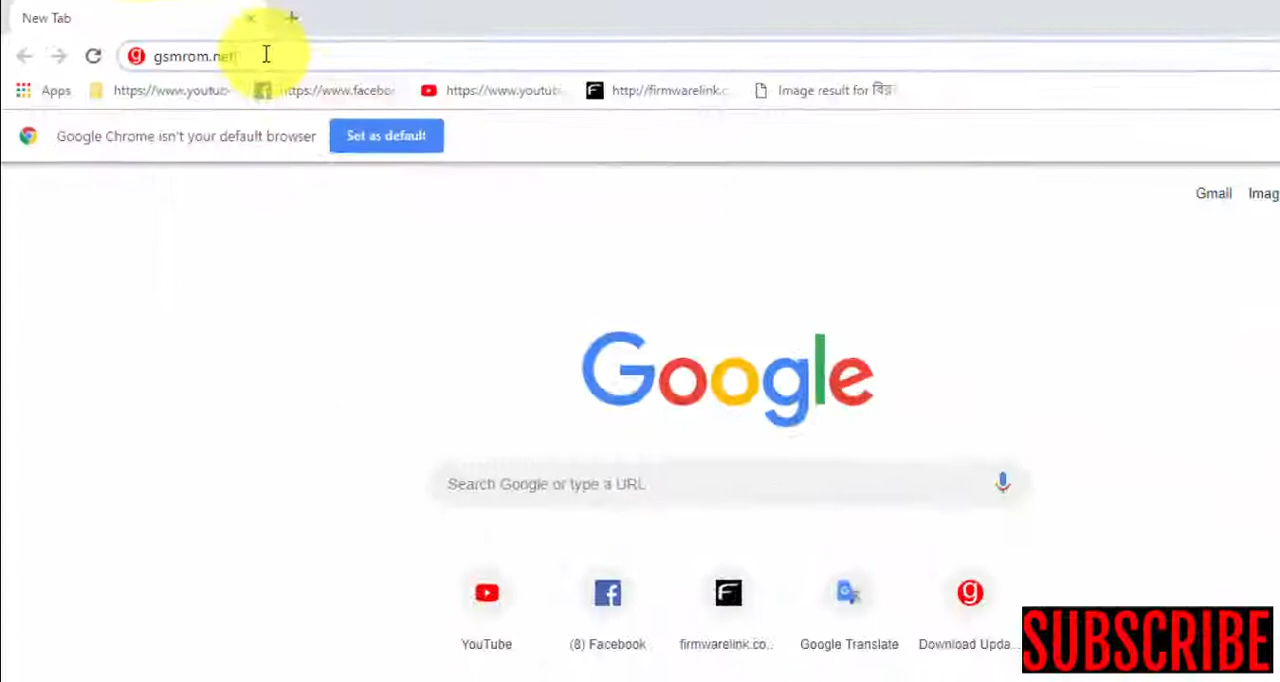 New Tab
gsmrom.net
Apps
https://www.youtub
https://www.facebo
https://www.youtub
http://firmwarelink.c
Image result for বির
Google Chrome isn't your default browser
Set as default
Gmail
Imag
Google
Search Google or type a URL
YouTube
(8) Facebook
firmwarelink.co...
Google Translate
Download Upda...
SUBSCRIBE